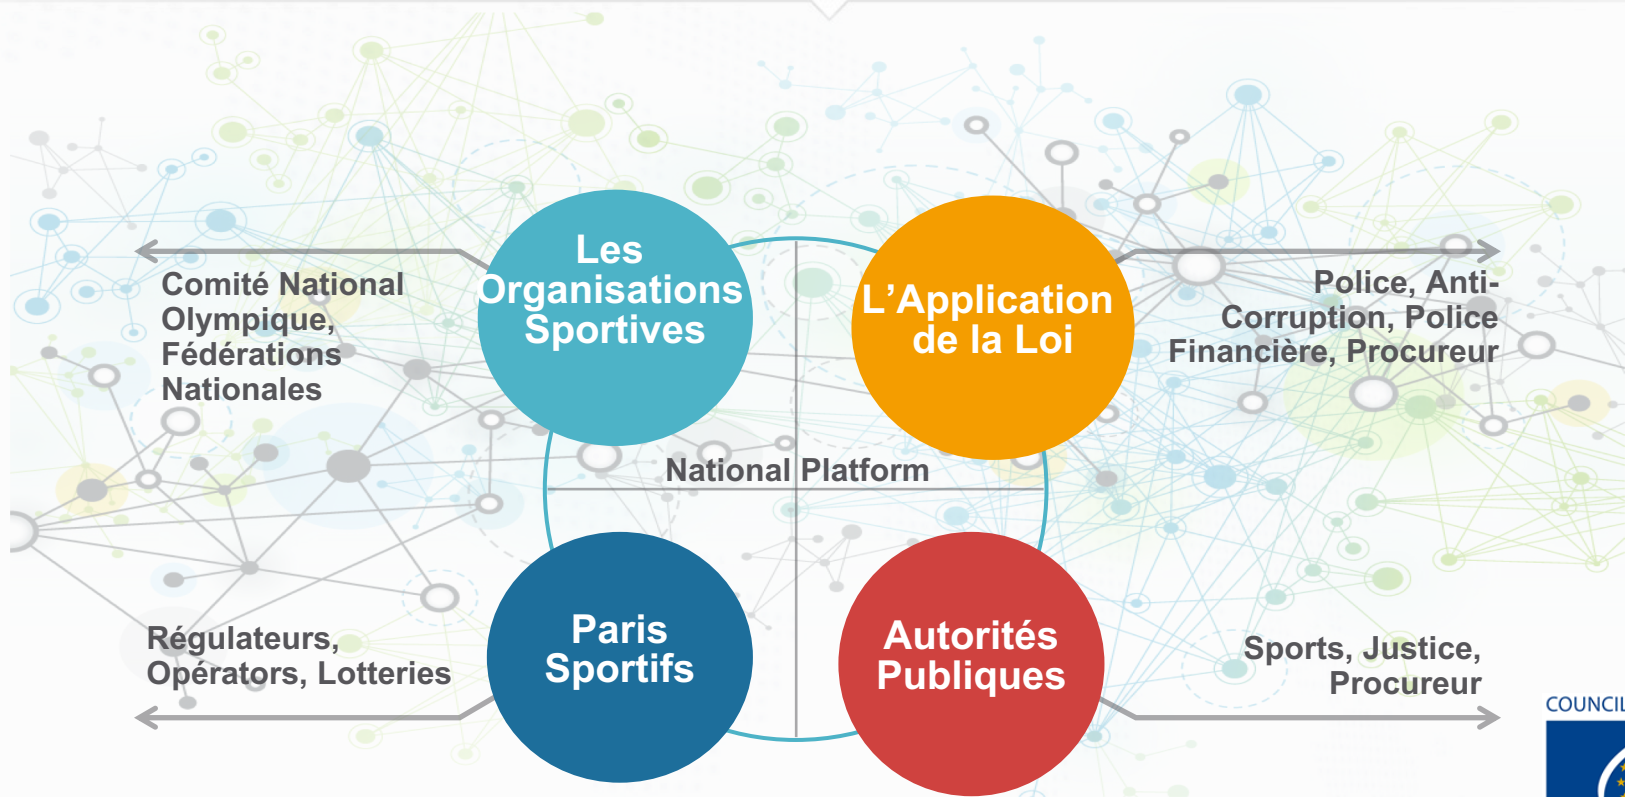 Les
Organisations
Sportives
L’Application
de la Loi
Comité National
Olympique,
Fédérations
Nationales
Police, Anti-
Corruption, Police
Financière, Procureur
National Platform
Paris
Sportifs
Autorités
Publiques
Régulateurs,
Opérators, Lotteries
Sports, Justice,
Procureur
COUNCIL